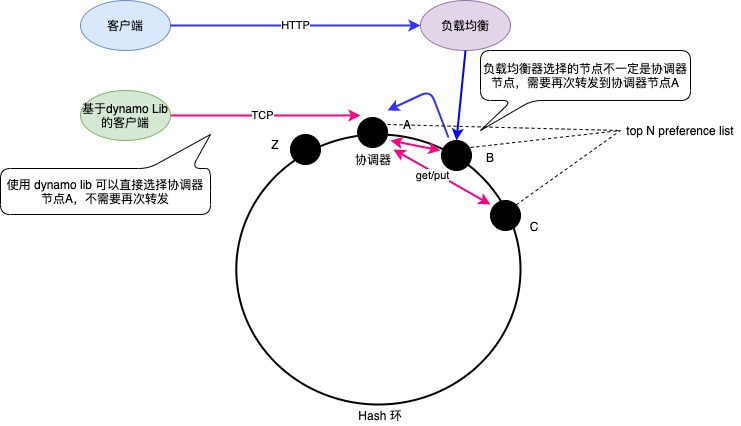 客户端
HTTP
负载均衡
负载均衡器选择的节点不一定是协调器
节点，需要再次转发到协调器节点A
基于dynamo Lib
的客户端
TCP
A
top N preference list
Z
协调器
B
get/put
使用 dynamo lib 可以直接选择协调器
节点A，不需要再次转发
C
Hash 环